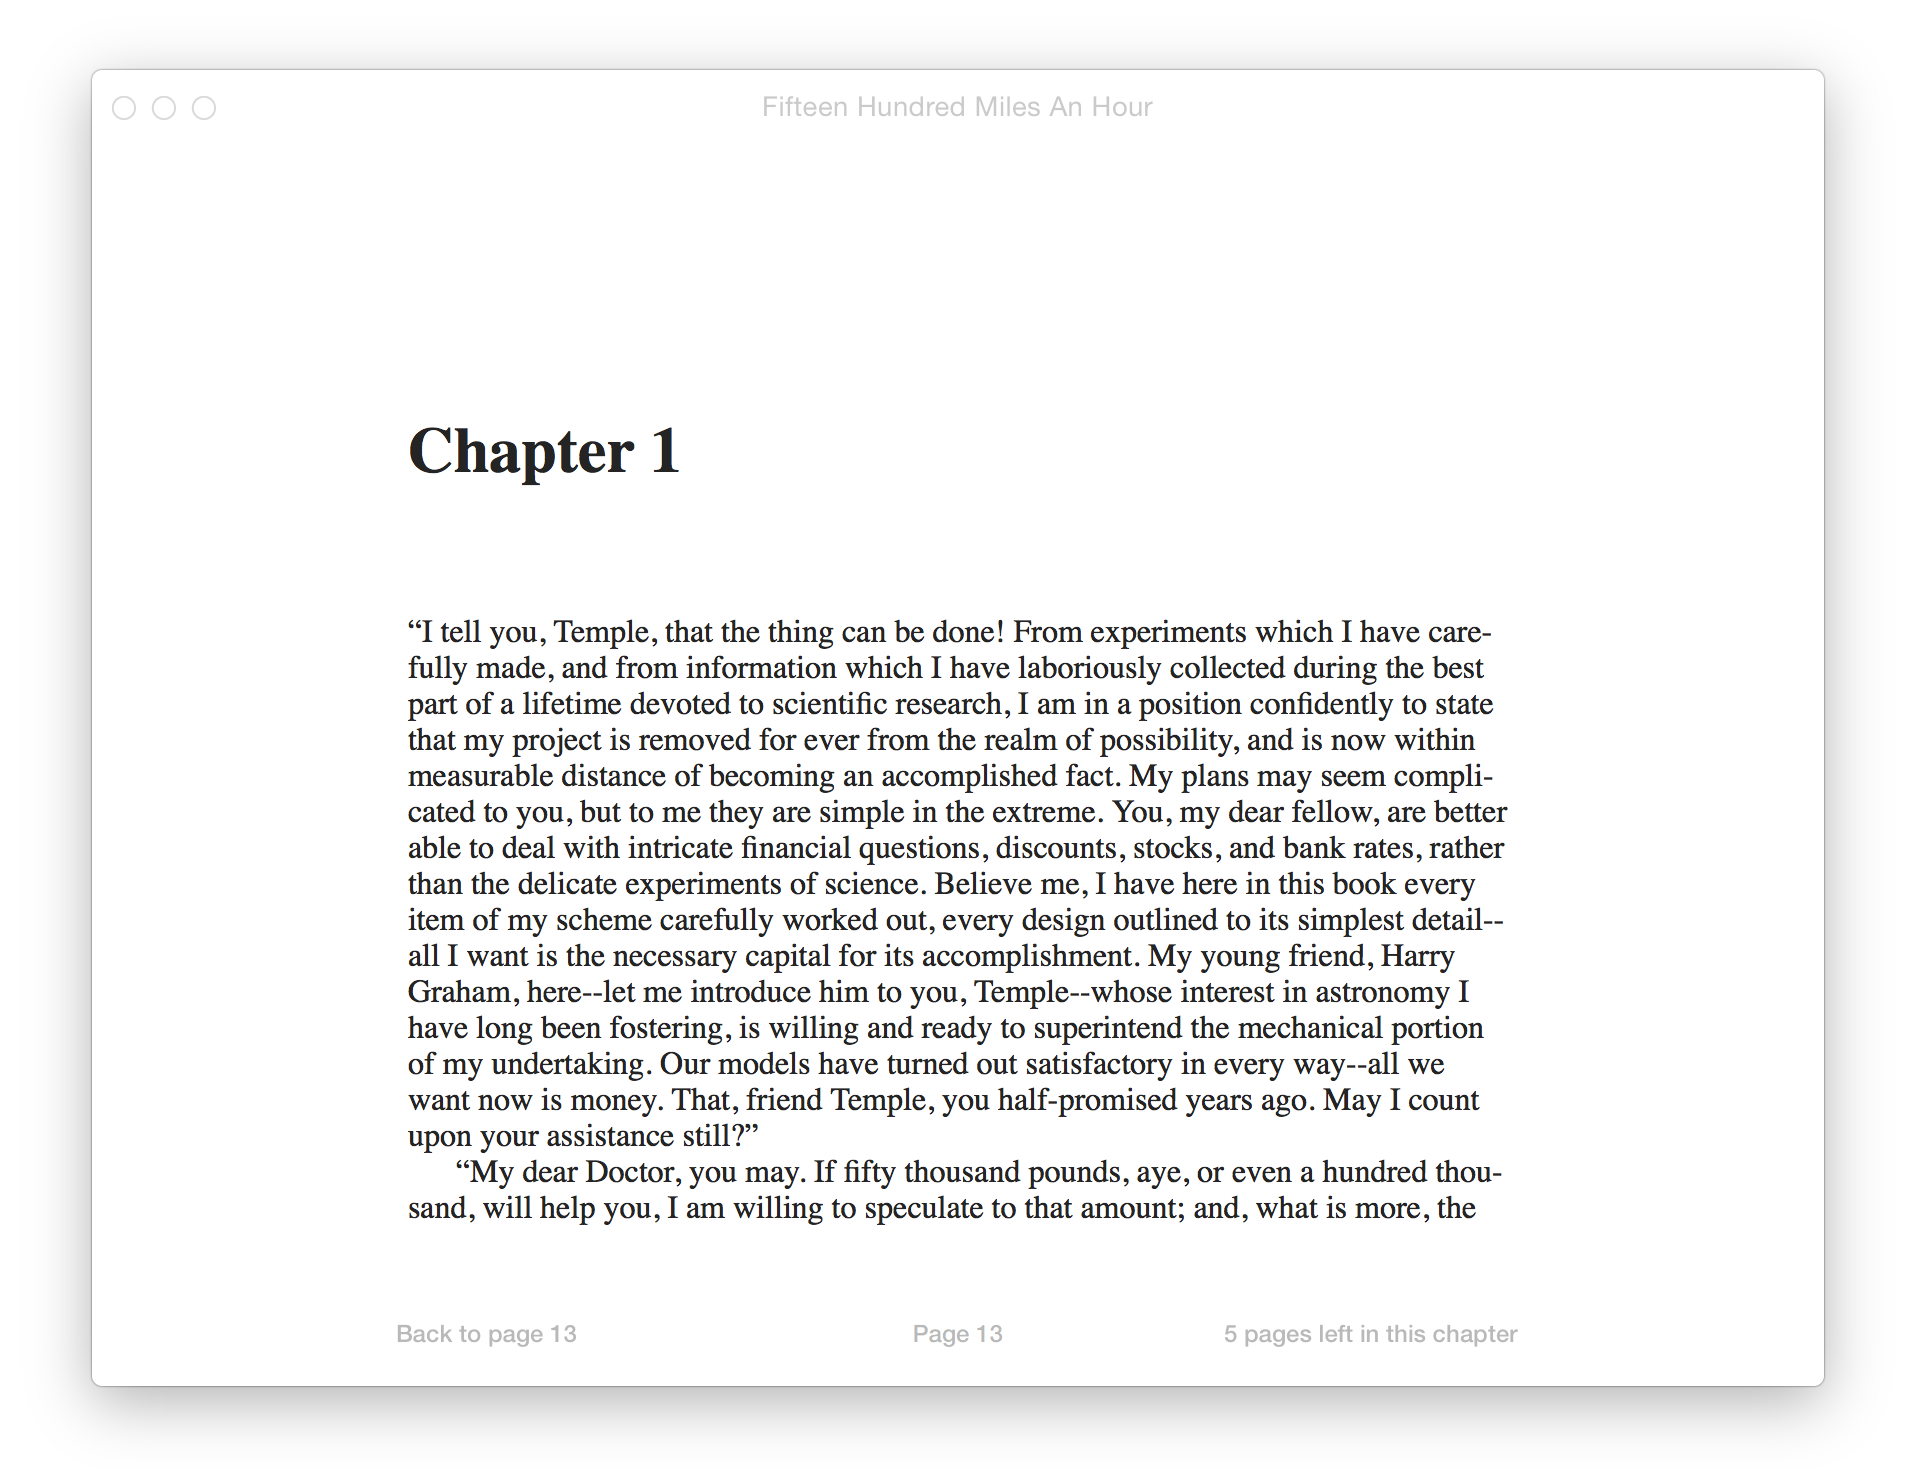 Fifteen Hundred Miles An Hour
Chapter 1
“I tell you, Temple, that the thing can be done! From experiments which I have care-
fully made, and from information which I have laboriously collected during the best
part of a lifetime devoted to scientific research, I am in a position confidently to state
that my project is removed for ever from the realm of possibility, and is now within
measurable distance of becoming an accomplished fact. My plans may seem compli-
cated to you, but to me they are simple in the extreme. You, my dear fellow, are better
able to deal with intricate financial questions, discounts, stocks, and bank rates, rather
than the delicate experiments of science. Believe me, I have here in this book every
item of my scheme carefully worked out, every design outlined to its simplest detail--
all I want is the necessary capital for its accomplishment. My young friend, Harry
Graham, here--let me introduce him to you, Temple--whose interest in astronomy I
have long been fostering, is willing and ready to superintend the mechanical portion
of my undertaking. Our models have turned out satisfactory in every way--all we
want now is money. That, friend Temple, you half-promised years ago. May I count
upon your assistance still?”
“My dear Doctor, you may. If fifty thousand pounds, aye, or even a hundred thou-
sand, will help you, I am willing to speculate to that amount; and, what is more, the
Back to page 13
Page 13
5 pages left in this chapter